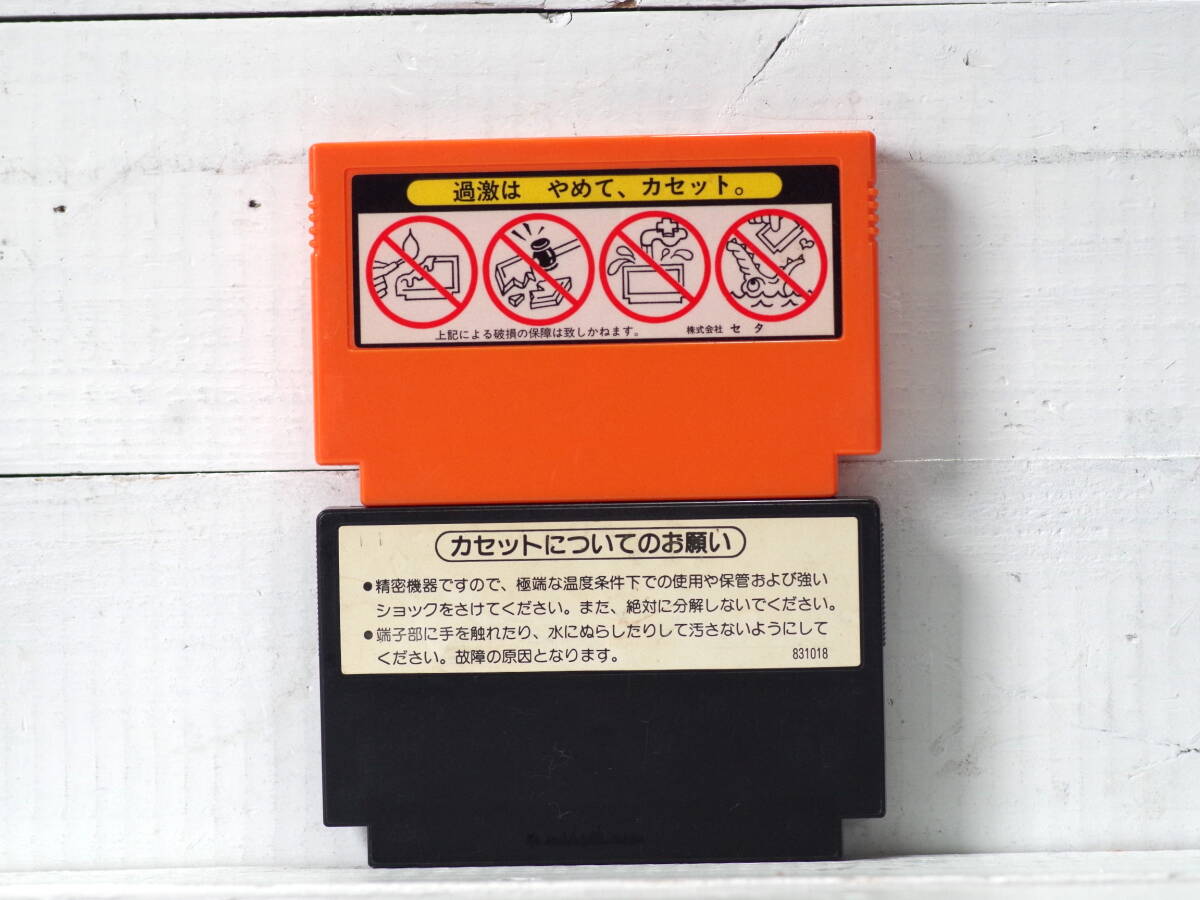 過激は やめて、カセット。
上記による破損の保障は致しかねます。 株式会社 セタ
カセットについてのお願い
●精密機器ですので、極端な温度条件下での使用や保管および強い
ショックをさけてください。また、絶対に分解しないでください。
●端子部に手を触れたり、水にぬらしたりして汚さないようにして
ください。故障の原因となります。 831018